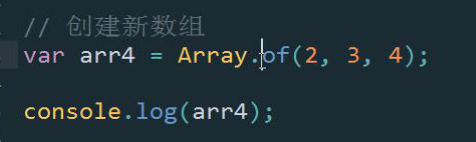 // 创建新数组
var arr4 = Array.of(2, 3, 4);
console.log(arr4);